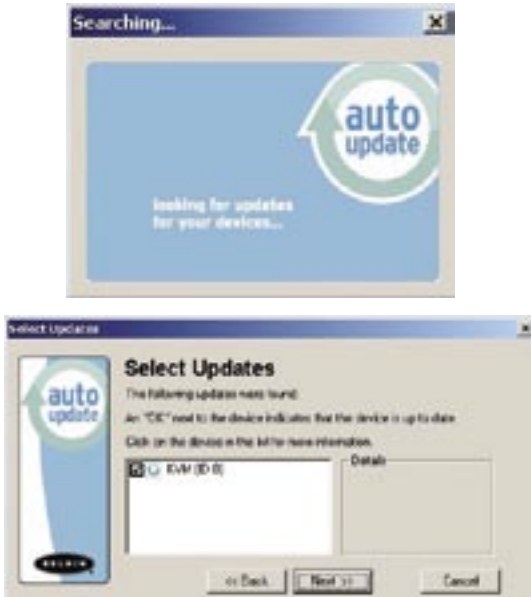 Searching...
auto
update
looking for updates
for your devices...
Select Updates
auto
update
Select Updates
The following updates were found:
An "OK" next to the device indicates that the device is up to date
Click on the device in the list for more information.
KVM (ID 0)
Details
BELKIN
<< Back
Next >>
Cancel